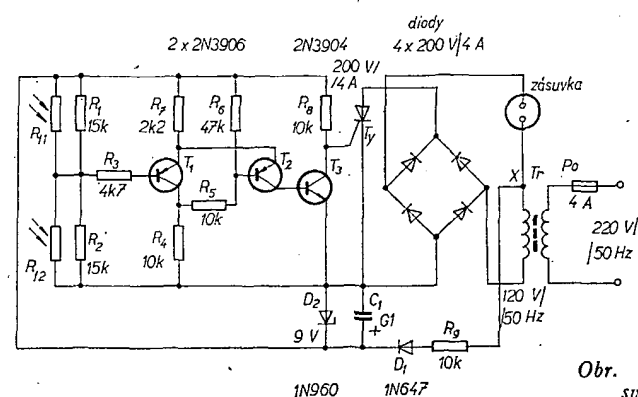 diody
2 x 2N3906 2N3904 4 x 200 V/4 A
200 V/
/4 A
zásuvka
R1
15k
R7
2k2
R6
47k
R8
10k
Ty
R11
R3
4k7
T1
T2
T3
X
Tr
Po
4 A
R5
10k
R4
10k
R2
15k
R12
220 V/
/50 Hz
120 V/
/50 Hz
D2
9 V
C1
+ G1
D1
R9
10k
1N960 1N647
Obr.
sv